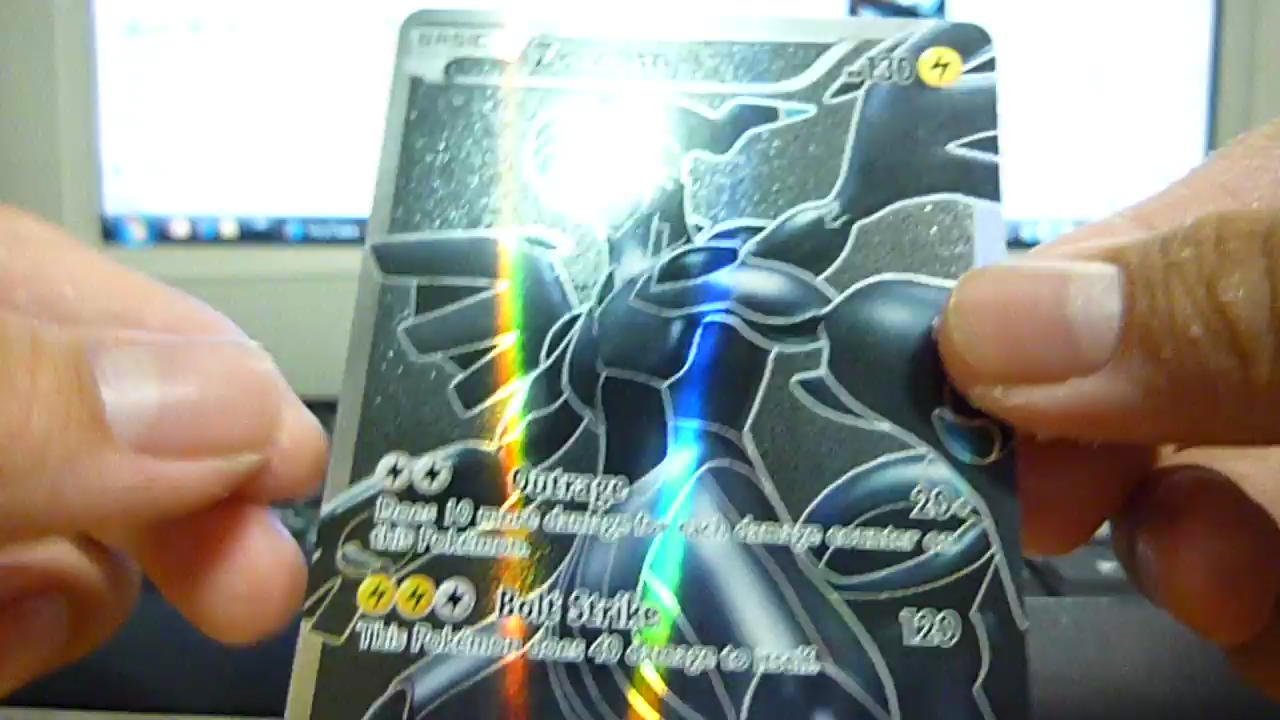 BASIC
Zekrom
130
Outrage 20+
Does 10 more damage for each damage counter on
this Pokémon.
Bolt Strike 120
This Pokémon does 40 damage to itself.